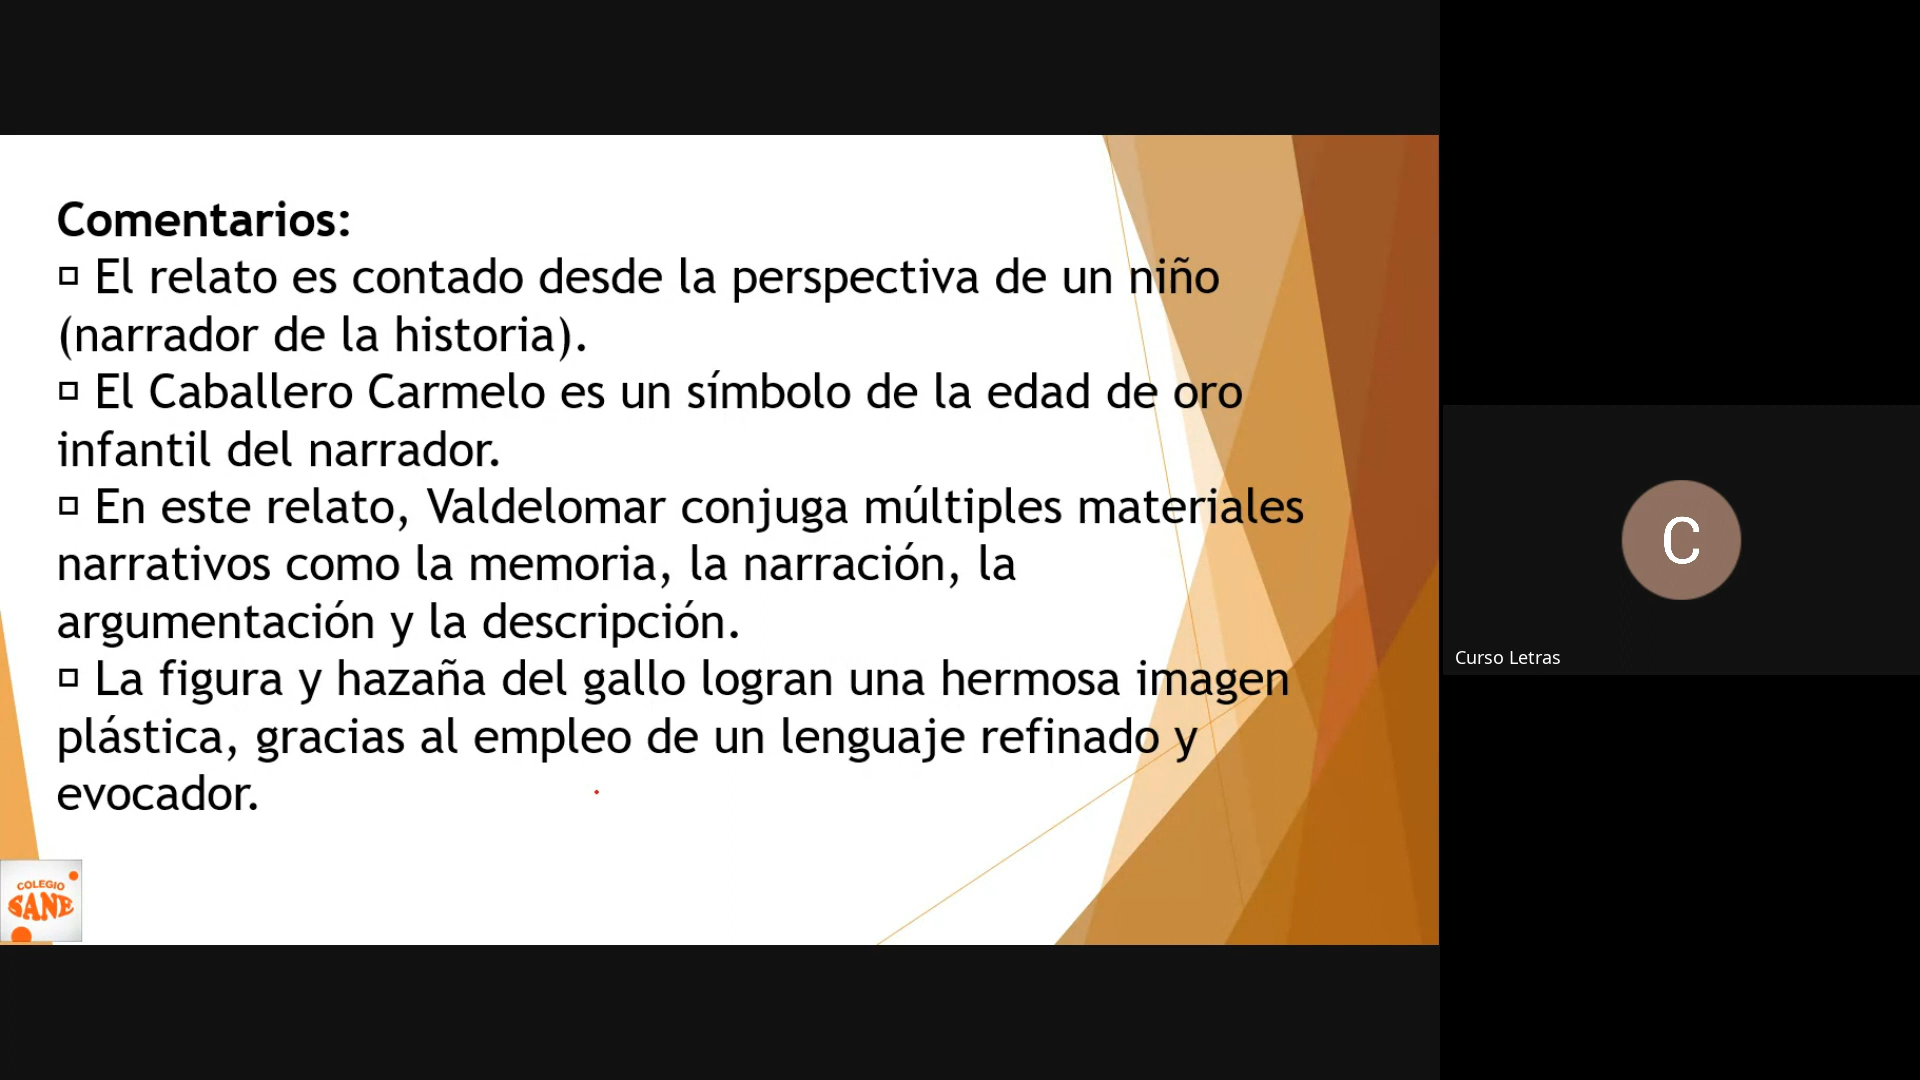 Comentarios:
▯ El relato es contado desde la perspectiva de un niño
(narrador de la historia).
▯ El Caballero Carmelo es un símbolo de la edad de oro
infantil del narrador.
▯ En este relato, Valdelomar conjuga múltiples materiales
narrativos como la memoria, la narración, la
argumentación y la descripción.
▯ La figura y hazaña del gallo logran una hermosa imagen
plástica, gracias al empleo de un lenguaje refinado y
evocador.
COLEGIO
SANE
C
Curso Letras